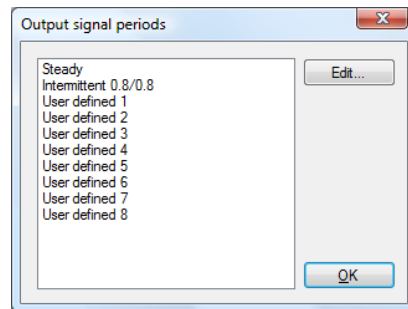 Output signal periods
Steady
Intermittent 0.8/0.8
User defined 1
User defined 2
User defined 3
User defined 4
User defined 5
User defined 6
User defined 7
User defined 8
Edit...
OK